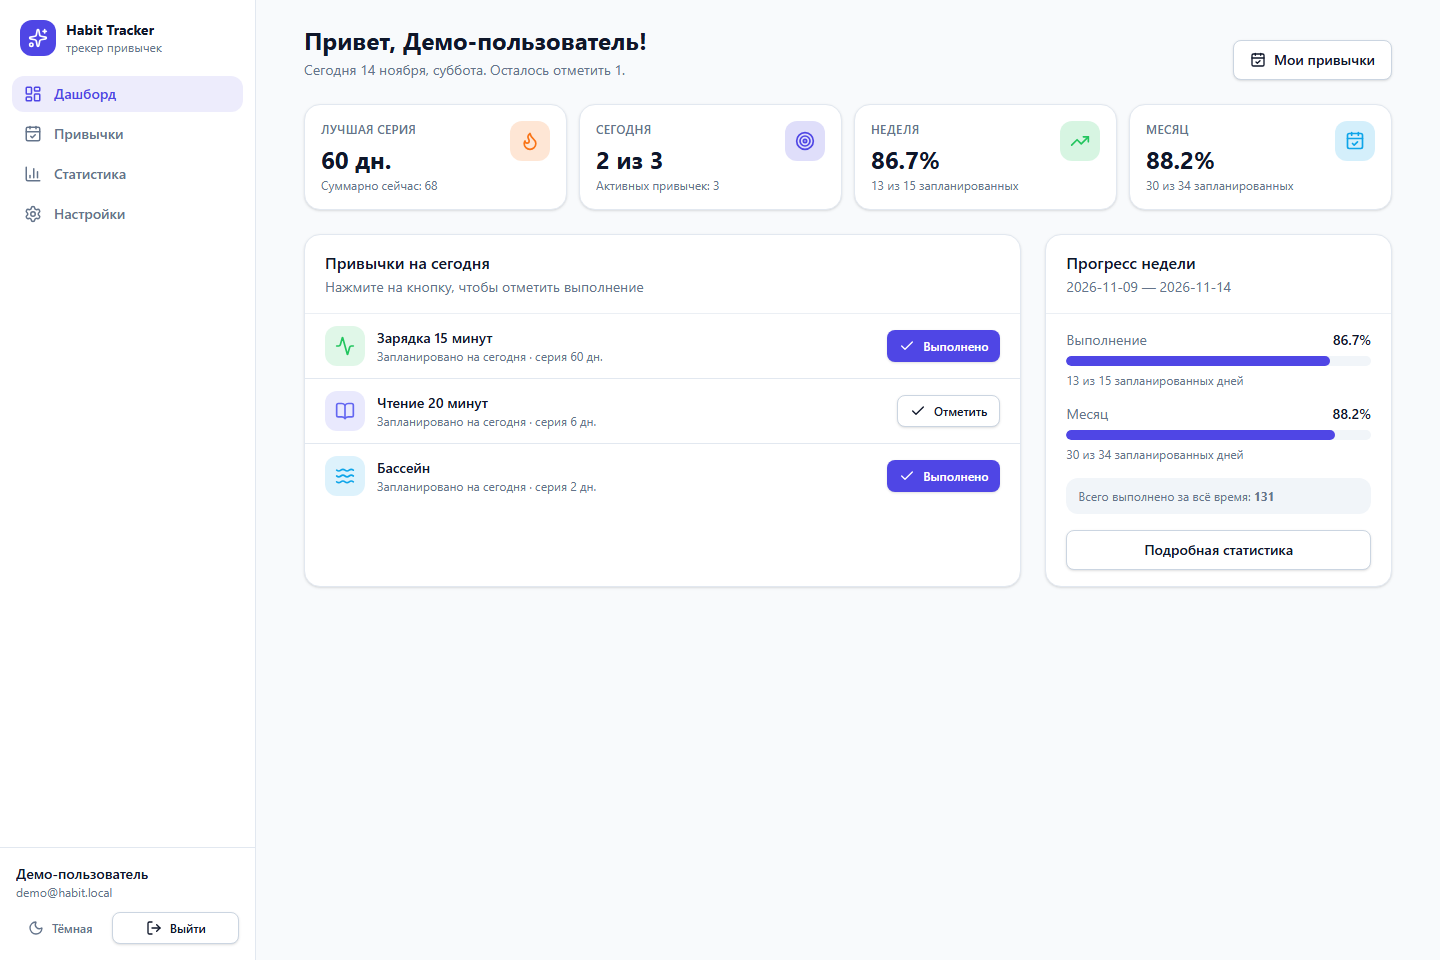 Habit Tracker
трекер привычек
Дашборд
Привычки
Статистика
Настройки
Демо-пользователь
demo@habit.local
Тёмная
Выйти
Привет, Демо-пользователь!
Сегодня 14 ноября, суббота. Осталось отметить 1.
Мои привычки
ЛУЧШАЯ СЕРИЯ
60 дн.
Суммарно сейчас: 68
СЕГОДНЯ
2 из 3
Активных привычек: 3
НЕДЕЛЯ
86.7%
13 из 15 запланированных
МЕСЯЦ
88.2%
30 из 34 запланированных
Привычки на сегодня
Нажмите на кнопку, чтобы отметить выполнение
Зарядка 15 минут
Запланировано на сегодня · серия 60 дн.
Выполнено
Чтение 20 минут
Запланировано на сегодня · серия 6 дн.
Отметить
Бассейн
Запланировано на сегодня · серия 2 дн.
Выполнено
Прогресс недели
2026-11-09 — 2026-11-14
Выполнение 86.7%
13 из 15 запланированных дней
Месяц 88.2%
30 из 34 запланированных дней
Всего выполнено за всё время: 131
Подробная статистика